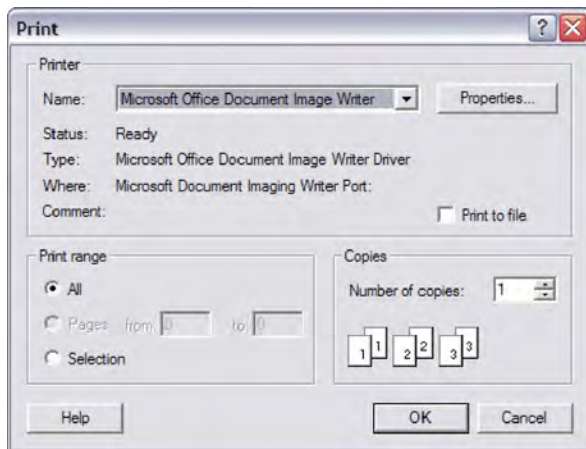 Print
Printer
Name: Microsoft Office Document Image Writer Properties...
Status: Ready
Type: Microsoft Office Document Image Writer Driver
Where: Microsoft Document Imaging Writer Port:
Comment: Print to file
Print range
All
Pages from 0 to 0
Selection
Copies
Number of copies: 1
1 1 2 2 3 3
Help OK Cancel